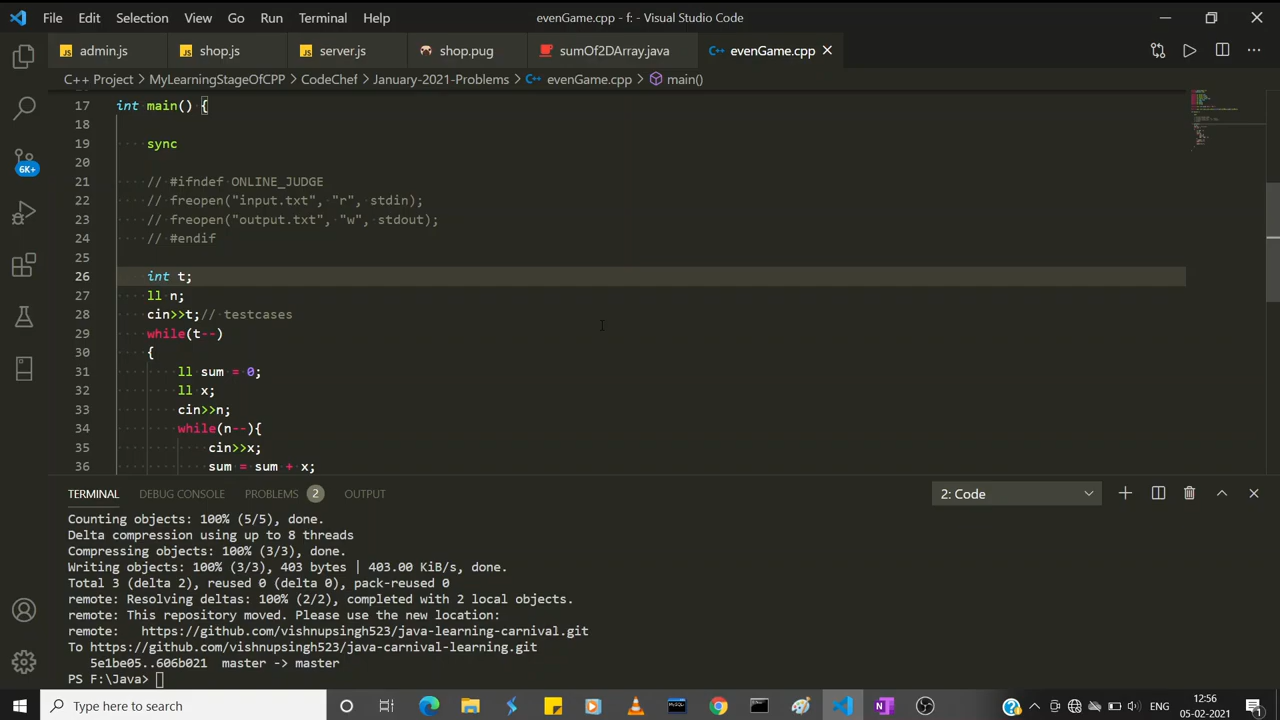 File Edit Selection View Go Run Terminal Help evenGame.cpp - f: - Visual Studio Code
admin.js shop.js server.js shop.pug sumOf2DArray.java evenGame.cpp
C++ Project > MyLearningStageOfCPP > CodeChef > January-2021-Problems > evenGame.cpp > main()
17 int main() {
18
19 sync
20
21 // #ifndef ONLINE_JUDGE
22 // freopen("input.txt", "r", stdin);
23 // freopen("output.txt", "w", stdout);
24 // #endif
25
26 int t;
27 ll n;
28 cin>>t;// testcases
29 while(t--)
30 {
31 ll sum = 0;
32 ll x;
33 cin>>n;
34 while(n--){
35 cin>>x;
36 sum = sum + x;
6K+
TERMINAL DEBUG CONSOLE PROBLEMS 2 OUTPUT 2: Code
Counting objects: 100% (5/5), done.
Delta compression using up to 8 threads
Compressing objects: 100% (3/3), done.
Writing objects: 100% (3/3), 403 bytes | 403.00 KiB/s, done.
Total 3 (delta 2), reused 0 (delta 0), pack-reused 0
remote: Resolving deltas: 100% (2/2), completed with 2 local objects.
remote: This repository moved. Please use the new location:
remote: https://github.com/vishnupsingh523/java-learning-carnival.git
To https://github.com/vishnupsingh523/java-carnival-learning.git
5e1be05..606b021 master -> master
PS F:\Java>
Type here to search
ENG
12:56
05-02-2021
1